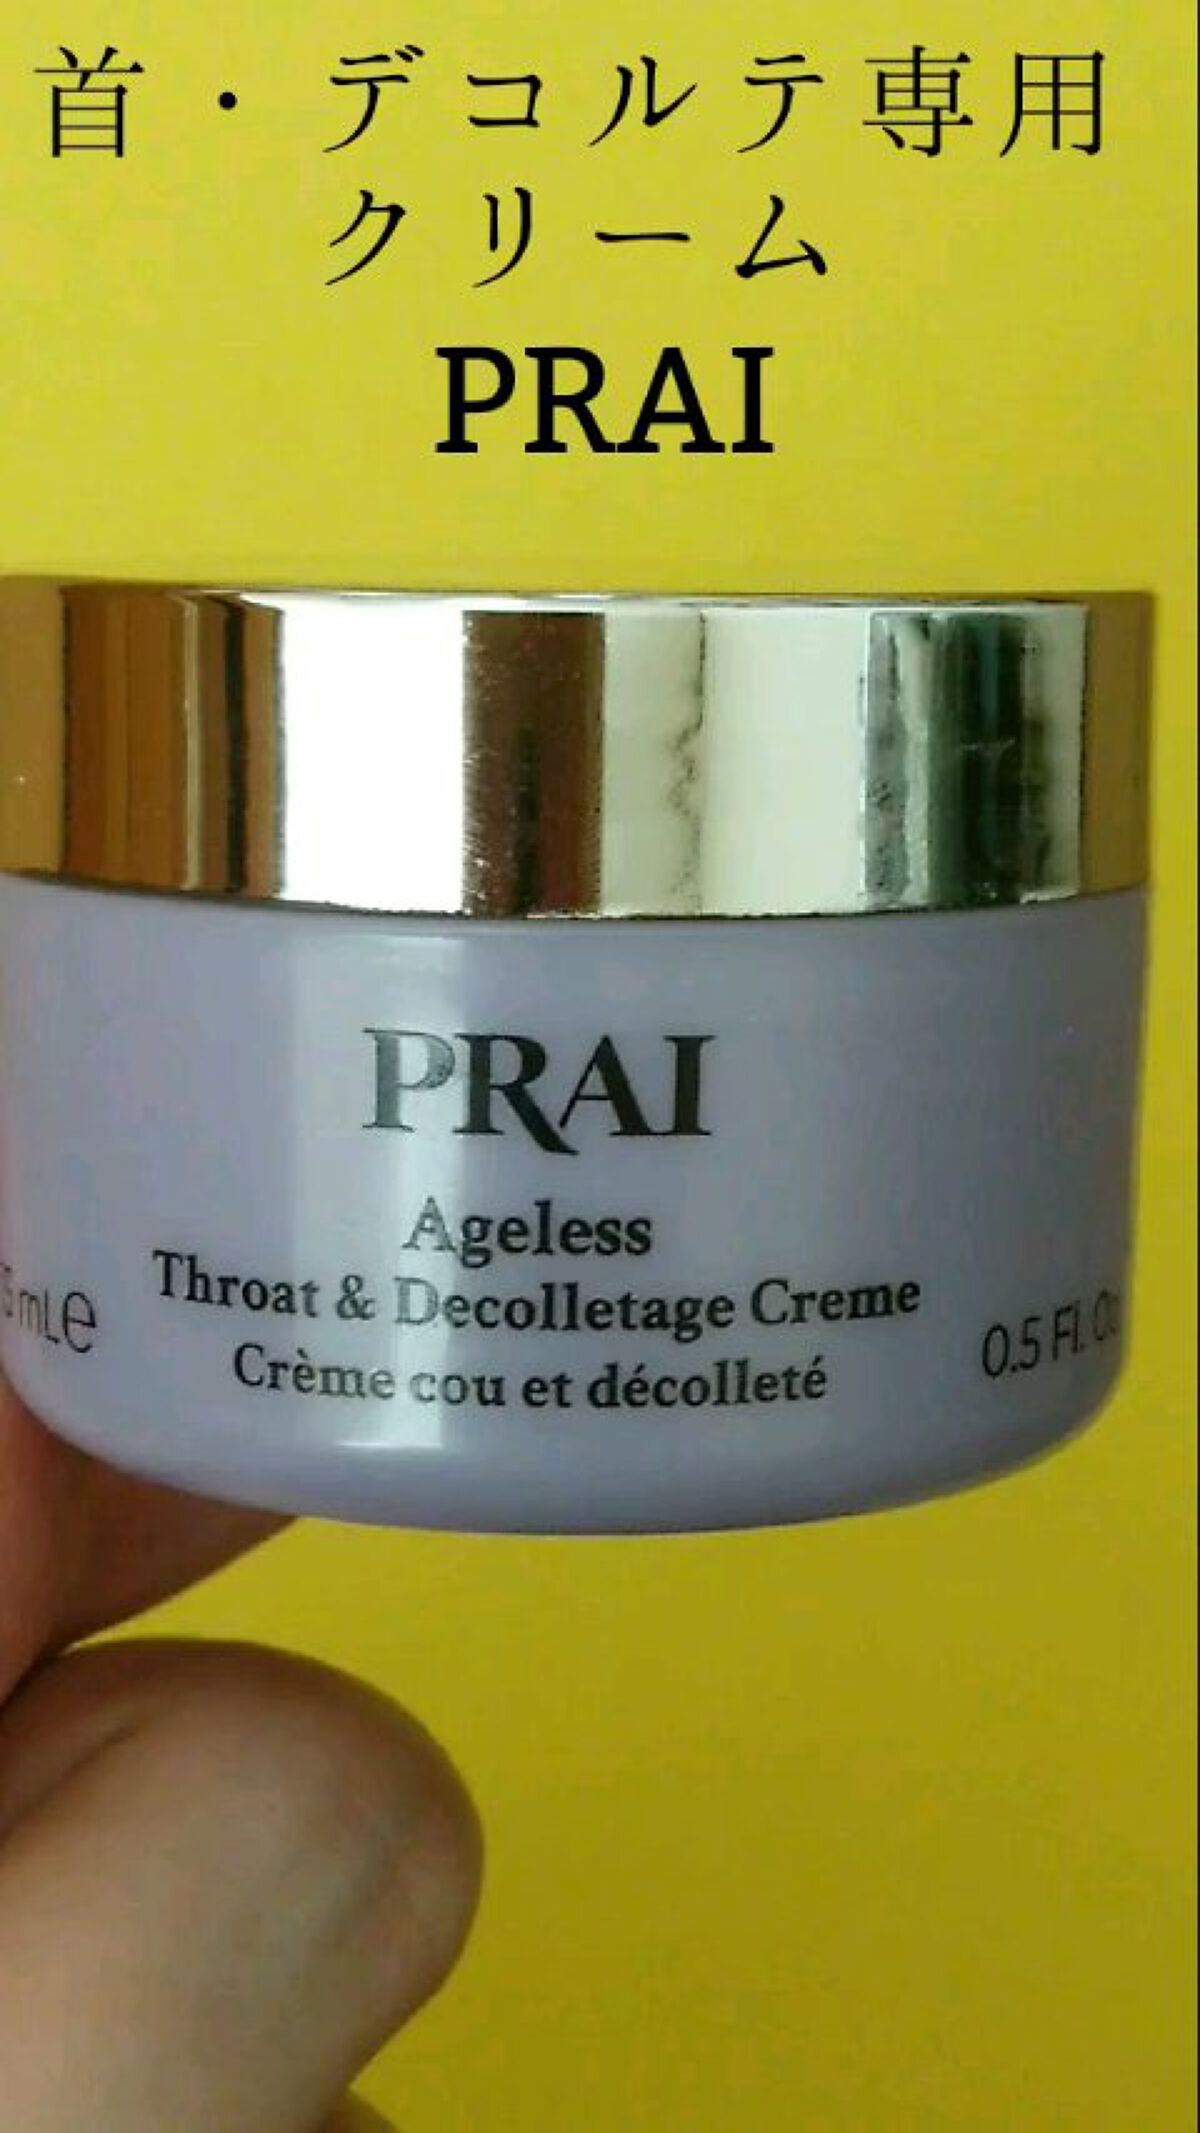 首・デコルテ専用
クリーム
PRAI
PRAI
Ageless
Throat & Decolletage Creme
Crème cou et décolleté
mL e
0.5 Fl.